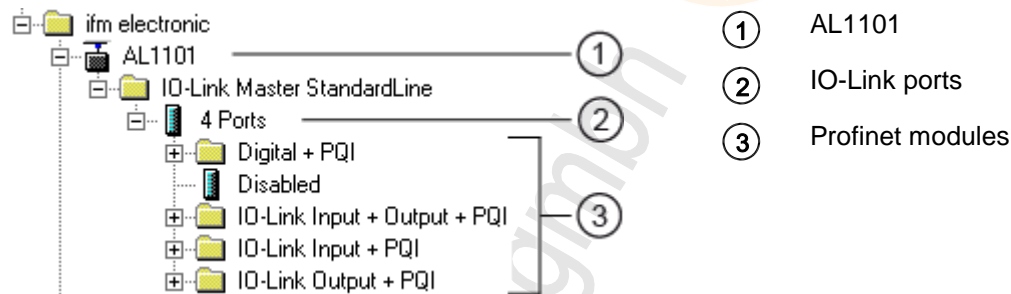 ifm electronic
AL1101
IO-Link Master StandardLine
4 Ports
Digital + PQI
Disabled
IO-Link Input + Output + PQI
IO-Link Input + PQI
IO-Link Output + PQI
1
2
3
1 AL1101
2 IO-Link ports
3 Profinet modules
gmbh